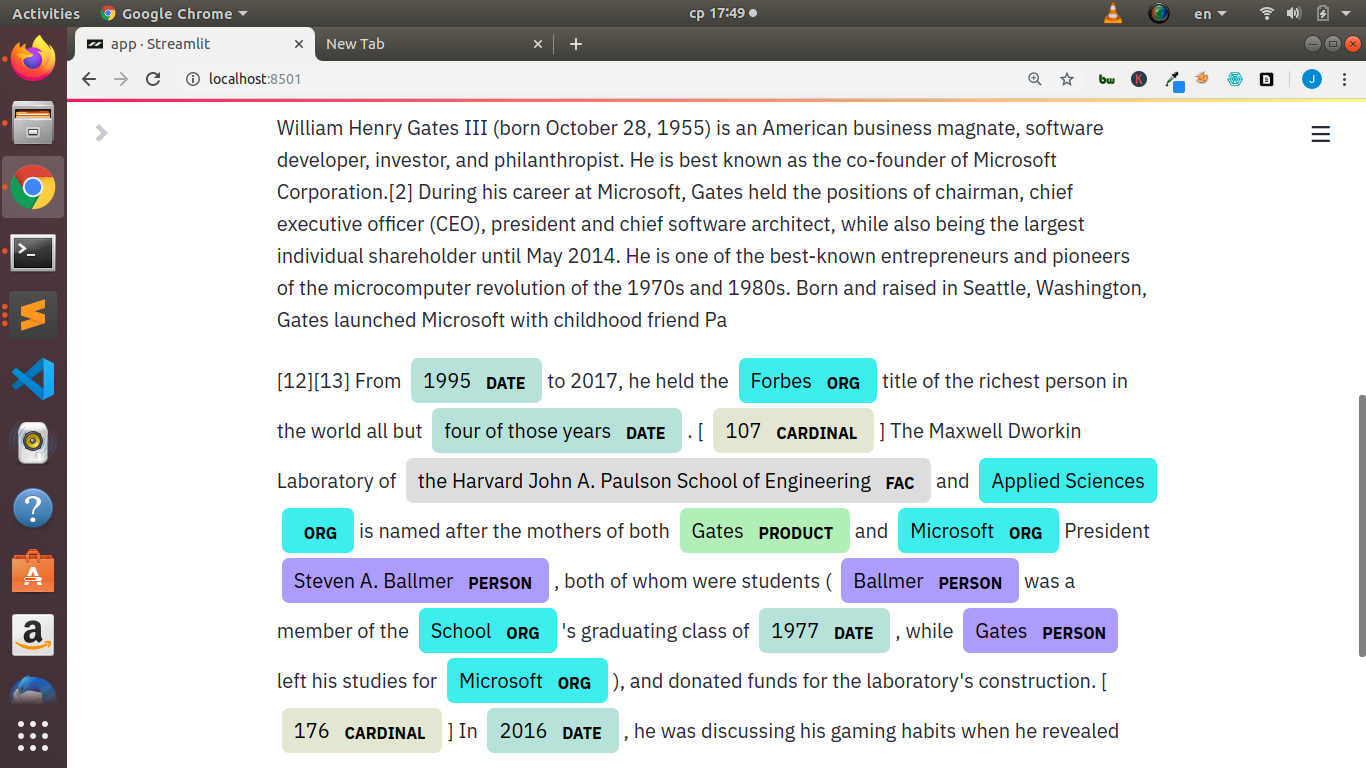 Activities Google Chrome ср 17:49 en
app · Streamlit New Tab
localhost:8501 bw K J
William Henry Gates III (born October 28, 1955) is an American business magnate, software
developer, investor, and philanthropist. He is best known as the co-founder of Microsoft
Corporation.[2] During his career at Microsoft, Gates held the positions of chairman, chief
executive officer (CEO), president and chief software architect, while also being the largest
individual shareholder until May 2014. He is one of the best-known entrepreneurs and pioneers
of the microcomputer revolution of the 1970s and 1980s. Born and raised in Seattle, Washington,
Gates launched Microsoft with childhood friend Pa
[12][13] From 1995 DATE to 2017, he held the Forbes ORG title of the richest person in
the world all but four of those years DATE . [ 107 CARDINAL ] The Maxwell Dworkin
Laboratory of the Harvard John A. Paulson School of Engineering FAC and Applied Sciences
ORG is named after the mothers of both Gates PRODUCT and Microsoft ORG President
Steven A. Ballmer PERSON , both of whom were students ( Ballmer PERSON was a
member of the School ORG 's graduating class of 1977 DATE , while Gates PERSON
left his studies for Microsoft ORG ), and donated funds for the laboratory's construction. [
176 CARDINAL ] In 2016 DATE , he was discussing his gaming habits when he revealed